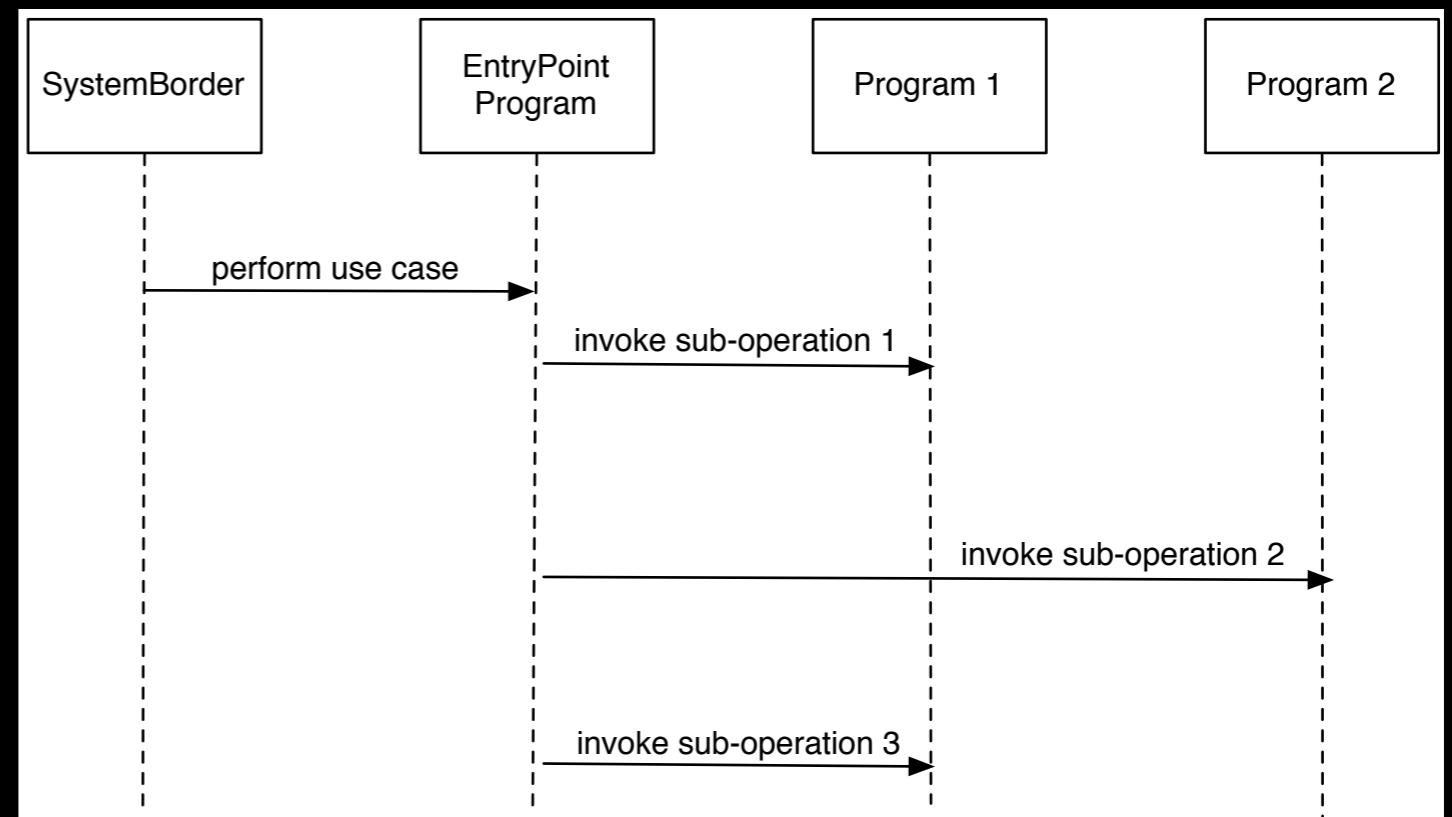 SystemBorder
EntryPoint
Program
Program 1
Program 2
perform use case
invoke sub-operation 1
invoke sub-operation 2
invoke sub-operation 3